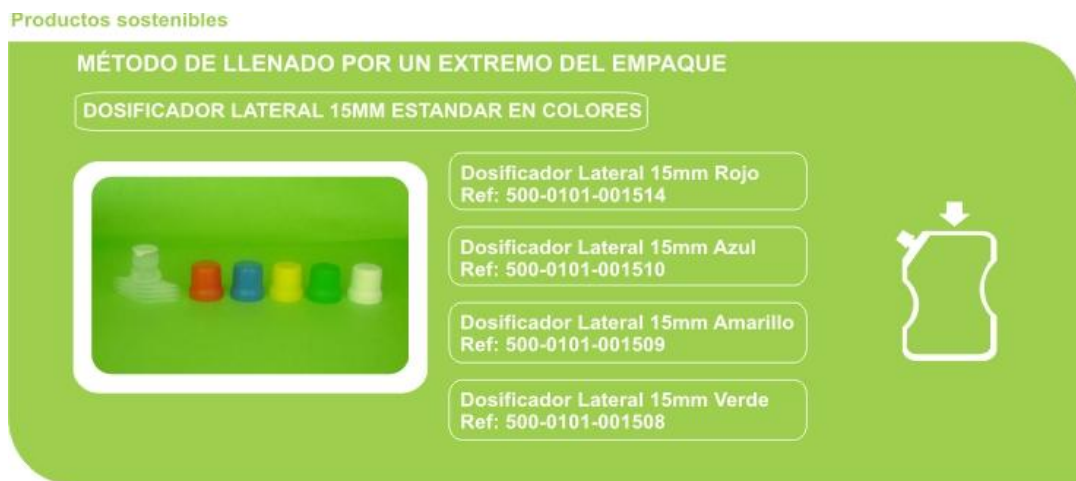 Productos sostenibles
MÉTODO DE LLENADO POR UN EXTREMO DEL EMPAQUE
DOSIFICADOR LATERAL 15MM ESTANDAR EN COLORES
Dosificador Lateral 15mm Rojo
Ref: 500-0101-001514
Dosificador Lateral 15mm Azul
Ref: 500-0101-001510
Dosificador Lateral 15mm Amarillo
Ref: 500-0101-001509
Dosificador Lateral 15mm Verde
Ref: 500-0101-001508